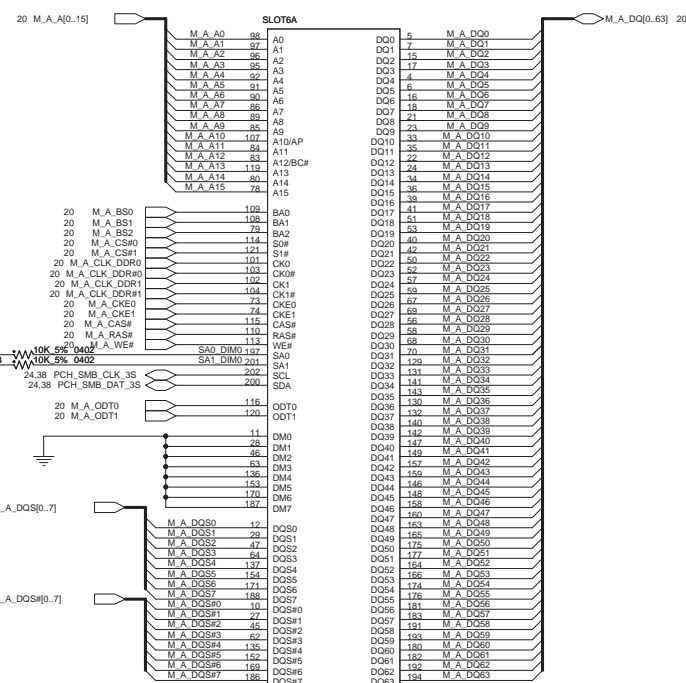 20 M_A_A[0..15]
SLOT6A
M_A_DQ[0..63] 20
M_A_A0 98 A0
M_A_A1 97 A1
M_A_A2 96 A2
M_A_A3 95 A3
M_A_A4 92 A4
M_A_A5 91 A5
M_A_A6 90 A6
M_A_A7 86 A7
M_A_A8 89 A8
M_A_A9 85 A9
M_A_A10 107 A10/AP
M_A_A11 84 A11
M_A_A12 83 A12/BC#
M_A_A13 119 A13
M_A_A14 80 A14
M_A_A15 78 A15
20 M_A_BS0 109 BA0
20 M_A_BS1 108 BA1
20 M_A_BS2 79 BA2
20 M_A_CS#0 114 S0#
20 M_A_CS#1 121 S1#
20 M_A_CLK_DDR0 101 CK0
20 M_A_CLK_DDR#0 103 CK0#
20 M_A_CLK_DDR1 102 CK1
20 M_A_CLK_DDR#1 104 CK1#
20 M_A_CKE0 73 CKE0
20 M_A_CKE1 74 CKE1
20 M_A_CAS# 115 CAS#
20 M_A_RAS# 110 RAS#
20 M_A_WE# 113 WE#
10K_5% 0402 SA0_DIM0 197 SA0
10K_5% 0402 SA1_DIM0 201 SA1
24,38 PCH_SMB_CLK_3S 202 SCL
24,38 PCH_SMB_DAT_3S 200 SDA
20 M_A_ODT0 116 ODT0
20 M_A_ODT1 120 ODT1
11 DM0
28 DM1
46 DM2
63 DM3
136 DM4
153 DM5
170 DM6
187 DM7
_A_DQS[0..7]
M_A_DQS0 12 DQS0
M_A_DQS1 29 DQS1
M_A_DQS2 47 DQS2
M_A_DQS3 64 DQS3
M_A_DQS4 137 DQS4
M_A_DQS5 154 DQS5
M_A_DQS6 171 DQS6
M_A_DQS7 188 DQS7
_A_DQS#[0..7]
M_A_DQS#0 10 DQS#0
M_A_DQS#1 27 DQS#1
M_A_DQS#2 45 DQS#2
M_A_DQS#3 62 DQS#3
M_A_DQS#4 135 DQS#4
M_A_DQS#5 152 DQS#5
M_A_DQS#6 169 DQS#6
M_A_DQS#7 186 DQS#7
DQ0 5 M_A_DQ0
DQ1 7 M_A_DQ1
DQ2 15 M_A_DQ2
DQ3 17 M_A_DQ3
DQ4 4 M_A_DQ4
DQ5 6 M_A_DQ5
DQ6 16 M_A_DQ6
DQ7 18 M_A_DQ7
DQ8 21 M_A_DQ8
DQ9 23 M_A_DQ9
DQ10 33 M_A_DQ10
DQ11 35 M_A_DQ11
DQ12 22 M_A_DQ12
DQ13 24 M_A_DQ13
DQ14 34 M_A_DQ14
DQ15 36 M_A_DQ15
DQ16 39 M_A_DQ16
DQ17 41 M_A_DQ17
DQ18 51 M_A_DQ18
DQ19 53 M_A_DQ19
DQ20 40 M_A_DQ20
DQ21 42 M_A_DQ21
DQ22 50 M_A_DQ22
DQ23 52 M_A_DQ23
DQ24 57 M_A_DQ24
DQ25 59 M_A_DQ25
DQ26 67 M_A_DQ26
DQ27 69 M_A_DQ27
DQ28 56 M_A_DQ28
DQ29 58 M_A_DQ29
DQ30 68 M_A_DQ30
DQ31 70 M_A_DQ31
DQ32 129 M_A_DQ32
DQ33 131 M_A_DQ33
DQ34 141 M_A_DQ34
DQ35 143 M_A_DQ35
DQ36 130 M_A_DQ36
DQ37 132 M_A_DQ37
DQ38 140 M_A_DQ38
DQ39 142 M_A_DQ39
DQ40 147 M_A_DQ40
DQ41 149 M_A_DQ41
DQ42 157 M_A_DQ42
DQ43 159 M_A_DQ43
DQ44 146 M_A_DQ44
DQ45 148 M_A_DQ45
DQ46 158 M_A_DQ46
DQ47 160 M_A_DQ47
DQ48 163 M_A_DQ48
DQ49 165 M_A_DQ49
DQ50 175 M_A_DQ50
DQ51 177 M_A_DQ51
DQ52 164 M_A_DQ52
DQ53 166 M_A_DQ53
DQ54 174 M_A_DQ54
DQ55 176 M_A_DQ55
DQ56 181 M_A_DQ56
DQ57 183 M_A_DQ57
DQ58 191 M_A_DQ58
DQ59 193 M_A_DQ59
DQ60 180 M_A_DQ60
DQ61 182 M_A_DQ61
DQ62 192 M_A_DQ62
DQ63 194 M_A_DQ63